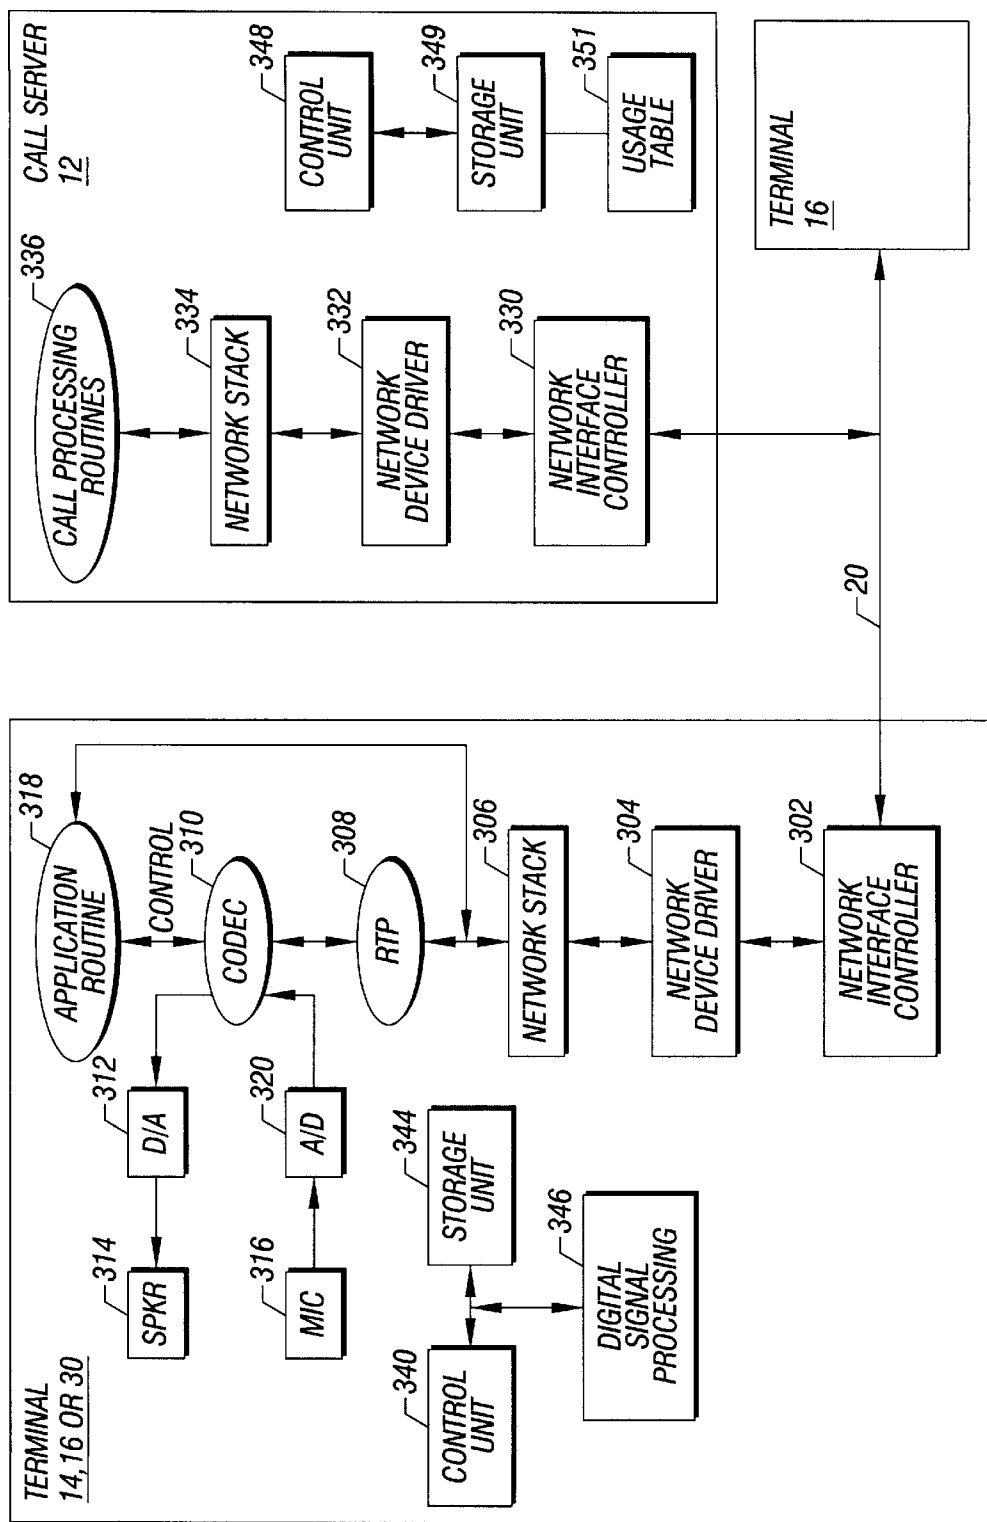 TERMINAL
14, 16 OR 30
318
APPLICATION
ROUTINE
CONTROL
312
D/A
310
CODEC
314
SPKR
320
A/D
316
MIC
308
RTP
306
NETWORK STACK
344
STORAGE
UNIT
340
CONTROL
UNIT
304
NETWORK
DEVICE DRIVER
346
DIGITAL
SIGNAL
PROCESSING
302
NETWORK
INTERFACE
CONTROLLER
20
CALL SERVER
12
336
CALL PROCESSING
ROUTINES
334
NETWORK STACK
348
CONTROL
UNIT
332
NETWORK
DEVICE DRIVER
349
STORAGE
UNIT
330
NETWORK
INTERFACE
CONTROLLER
351
USAGE
TABLE
TERMINAL
16